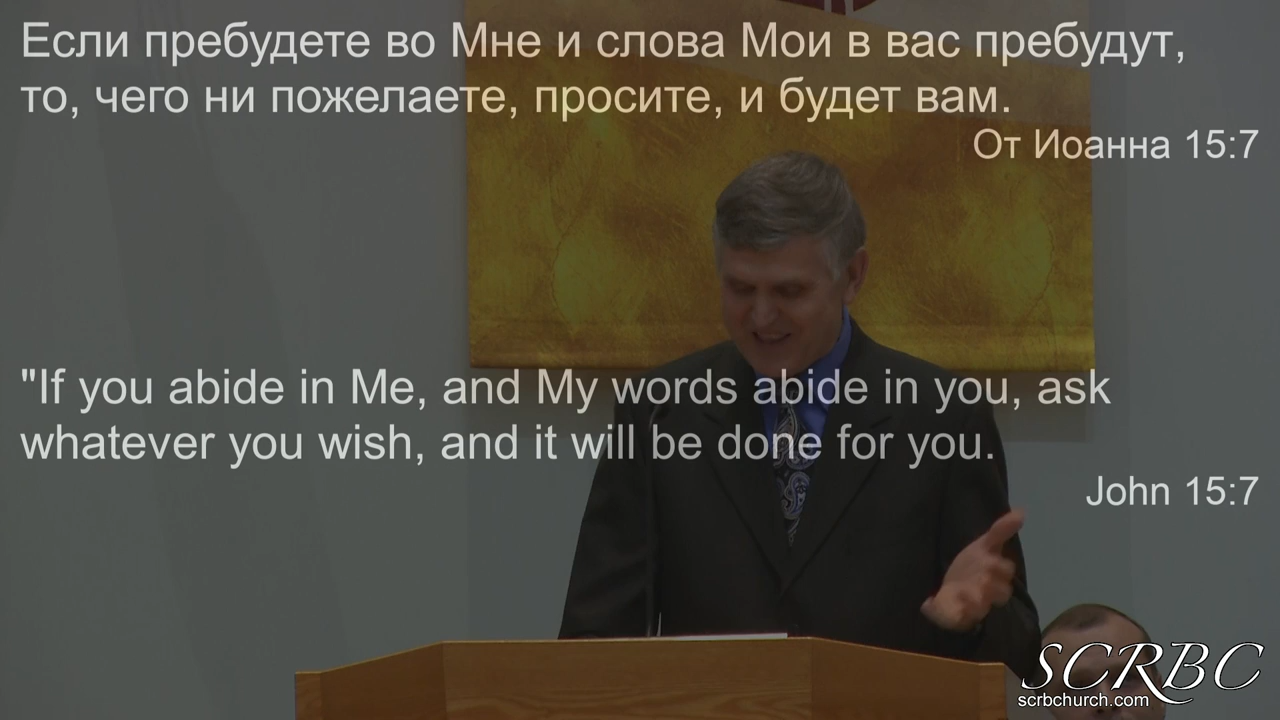 Если пребудете во Мне и слова Мои в вас пребудут,
то, чего ни пожелаете, просите, и будет вам.
От Иоанна 15:7
"If you abide in Me, and My words abide in you, ask
whatever you wish, and it will be done for you.
John 15:7
SCRBC
scrbchurch.com